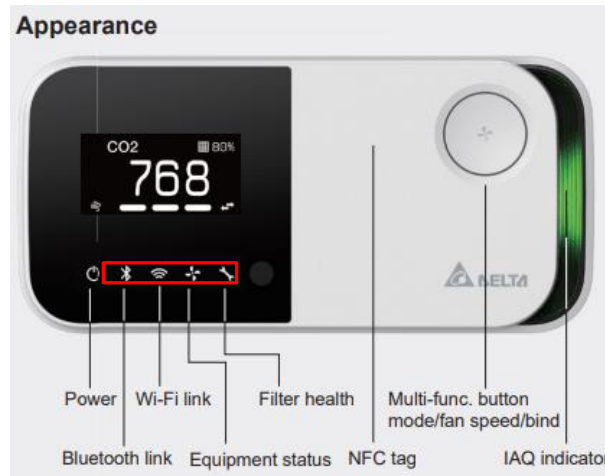 Appearance
CO2 80%
768
DELTA
Power Wi-Fi link Filter health Multi-func. button
mode/fan speed/bind
Bluetooth link Equipment status NFC tag IAQ indicator